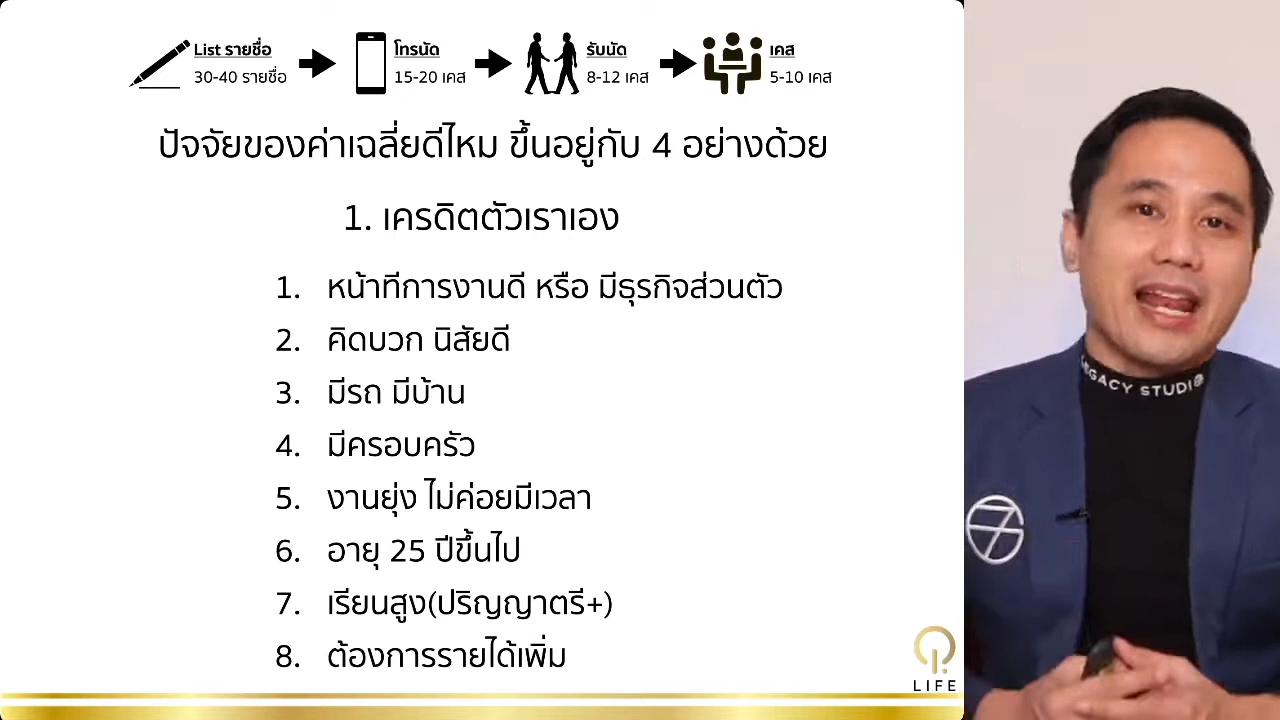 List รายชื่อ
30-40 รายชื่อ
โทรนัด
15-20 เคส
รับนัด
8-12 เคส
เคส
5-10 เคส
ปัจจัยของค่าเฉลี่ยดีไหม ขึ้นอยู่กับ 4 อย่างด้วย
1. เครดิตตัวเราเอง
1. หน้าทีการงานดี หรือ มีธุรกิจส่วนตัว
2. คิดบวก นิสัยดี
3. มีรถ มีบ้าน
4. มีครอบครัว
5. งานยุ่ง ไม่ค่อยมีเวลา
6. อายุ 25 ปีขึ้นไป
7. เรียนสูง(ปริญญาตรี+)
8. ต้องการรายได้เพิ่ม
LIFE
LEGACY STUDIO